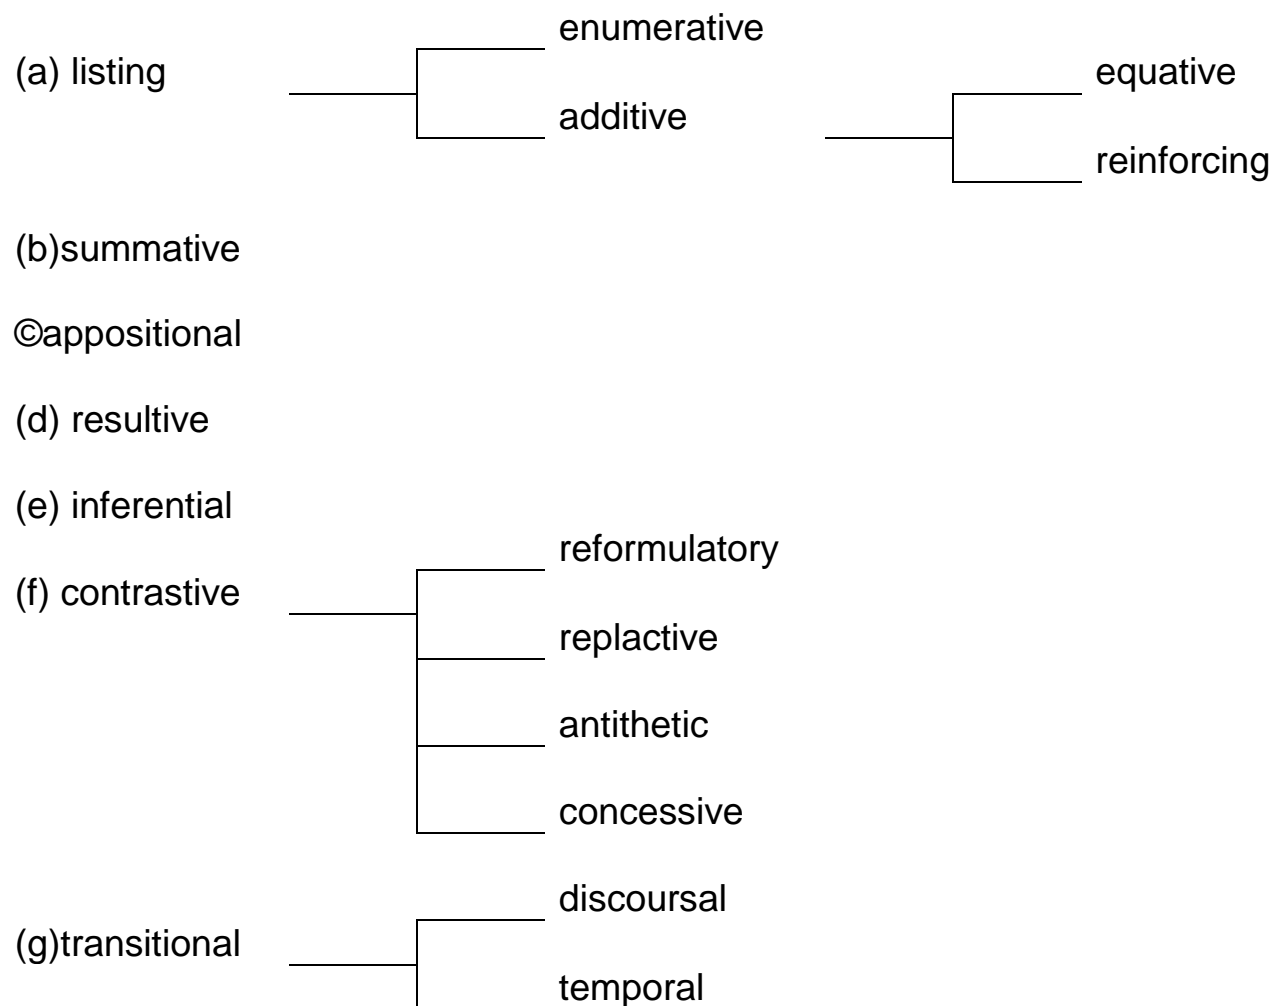 enumerative
(a) listing
equative
additive
reinforcing
(b)summative
©appositional
(d) resultive
(e) inferential
reformulatory
(f) contrastive
replactive
antithetic
concessive
discoursal
(g)transitional
temporal